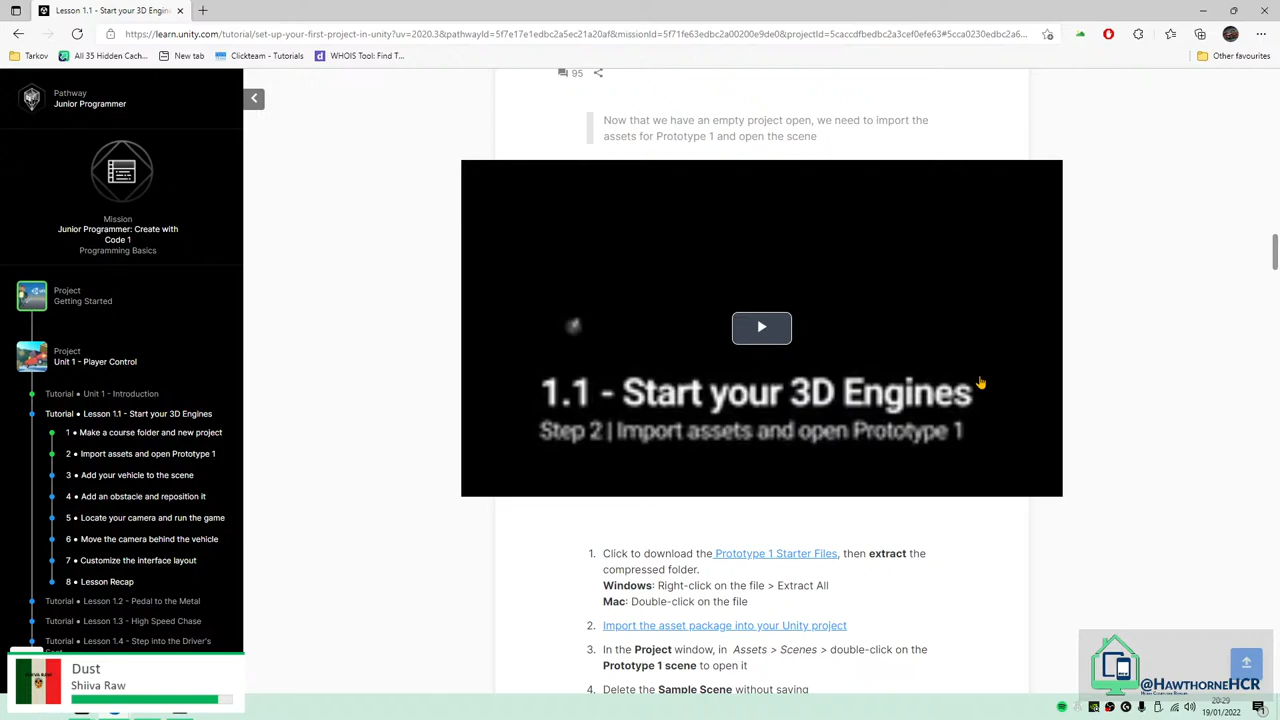 Lesson 1.1 - Start your 3D Engines
https://learn.unity.com/tutorial/set-up-your-first-project-in-unity?uv=2020.3&pathwayId=5f7e17e1edbc2a5ec21a20af&missionId=5f71fe63edbc2a00200e9de0&projectId=5caccdfbedbc2a3cef0efe63#5cca0230edbc2a6...
Tarkov
All 35 Hidden Cach...
New tab
Clickteam - Tutorials
WHOIS Tool: Find T...
Other favourites
Pathway
Junior Programmer
Mission
Junior Programmer: Create with
Code 1
Programming Basics
Project
Getting Started
Project
Unit 1 - Player Control
Tutorial • Unit 1 - Introduction
Tutorial • Lesson 1.1 - Start your 3D Engines
1 • Make a course folder and new project
2 • Import assets and open Prototype 1
3 • Add your vehicle to the scene
4 • Add an obstacle and reposition it
5 • Locate your camera and run the game
6 • Move the camera behind the vehicle
7 • Customize the interface layout
8 • Lesson Recap
Tutorial • Lesson 1.2 - Pedal to the Metal
Tutorial • Lesson 1.3 - High Speed Chase
Tutorial • Lesson 1.4 - Step into the Driver's
SHIIVA RAW
Dust
Shiiva Raw
95
Now that we have an empty project open, we need to import the
assets for Prototype 1 and open the scene
1.1 - Start your 3D Engines
Step 2 | Import assets and open Prototype 1
1. Click to download the Prototype 1 Starter Files, then extract the
compressed folder.
Windows: Right-click on the file > Extract All
Mac: Double-click on the file
2. Import the asset package into your Unity project
3. In the Project window, in Assets > Scenes > double-click on the
Prototype 1 scene to open it
4. Delete the Sample Scene without saving
@HawthorneHCR
20:29
19/01/2022